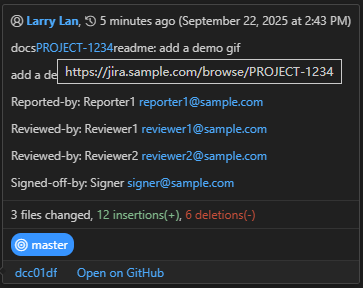 Larry Lan, 5 minutes ago (September 22, 2025 at 2:43 PM)
docsPROJECT-1234readme: add a demo gif
add a de
https://jira.sample.com/browse/PROJECT-1234
Reported-by: Reporter1 reporter1@sample.com
Reviewed-by: Reviewer1 reviewer1@sample.com
Reviewed-by: Reviewer2 reviewer2@sample.com
Signed-off-by: Signer signer@sample.com
3 files changed, 12 insertions(+), 6 deletions(-)
master
dcc01df Open on GitHub